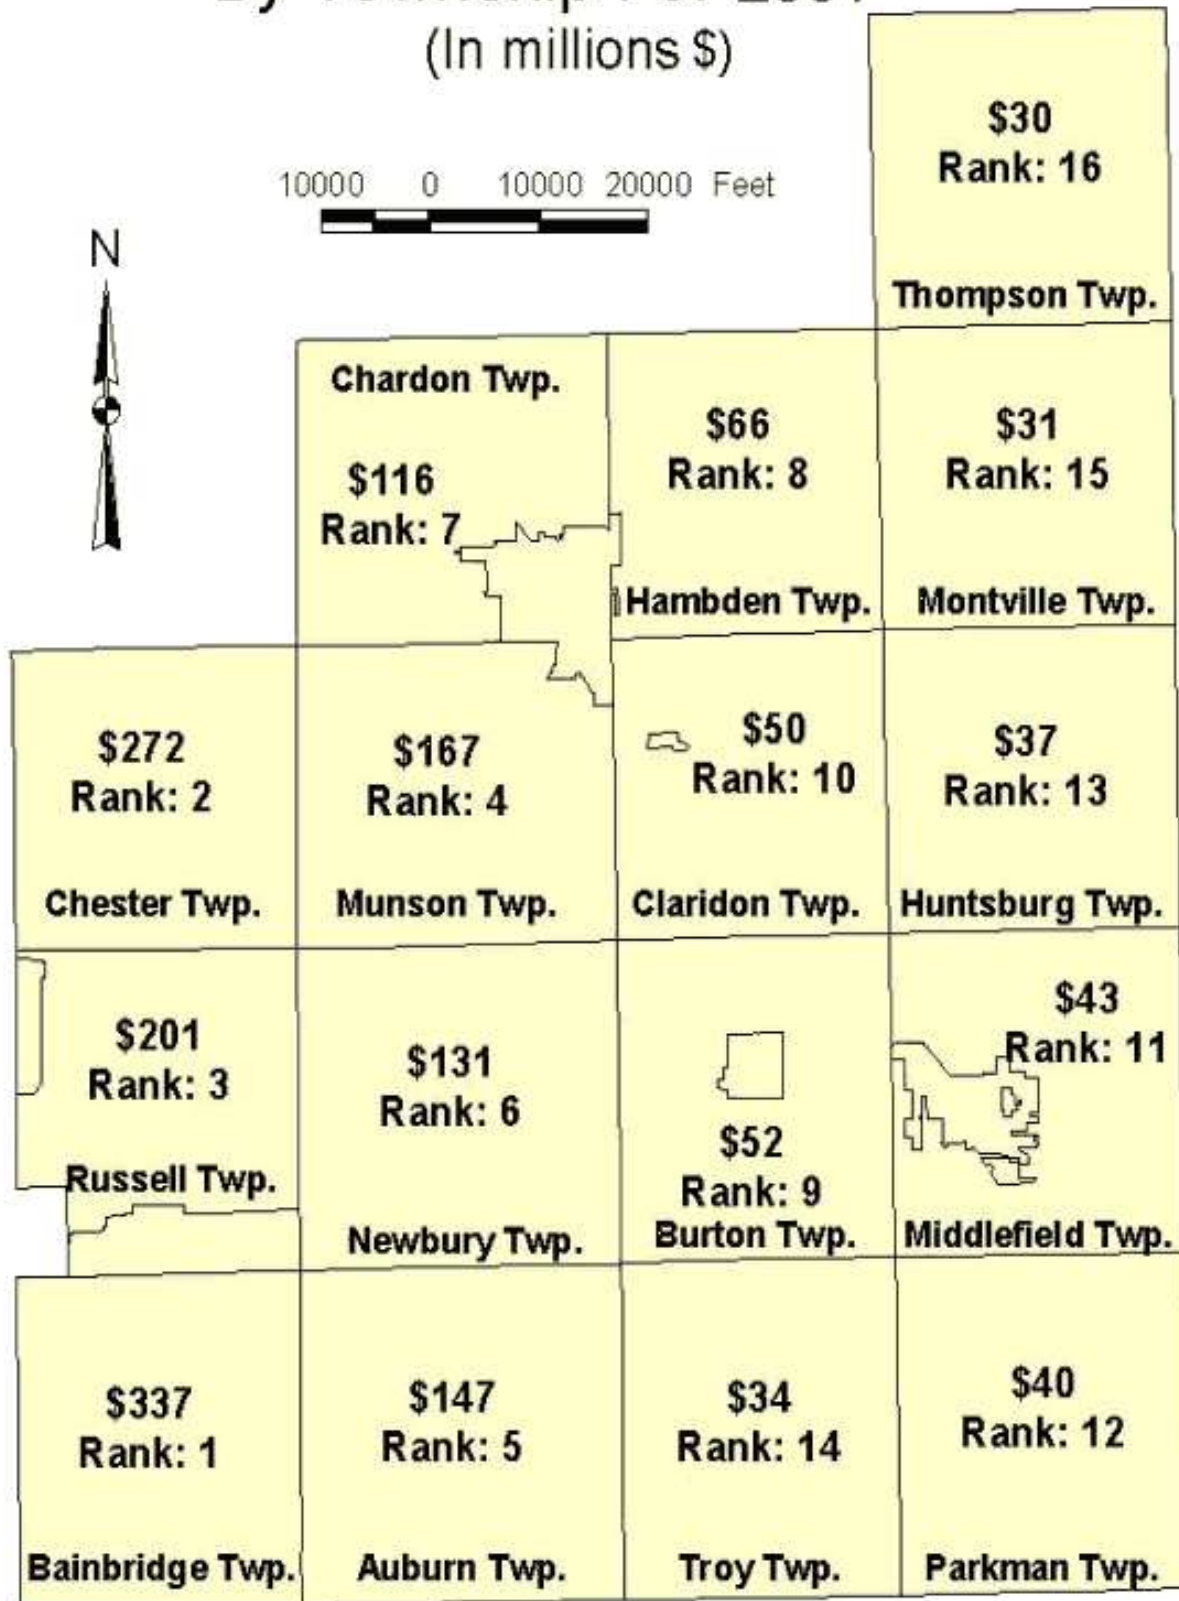 (In millions $)
10000 0 10000 20000 Feet
N
$30
Rank: 16
Thompson Twp.
Chardon Twp.
$116
Rank: 7
$66
Rank: 8
Hambden Twp.
$31
Rank: 15
Montville Twp.
$272
Rank: 2
Chester Twp.
$167
Rank: 4
Munson Twp.
$50
Rank: 10
Claridon Twp.
$37
Rank: 13
Huntsburg Twp.
$201
Rank: 3
Russell Twp.
$131
Rank: 6
Newbury Twp.
$52
Rank: 9
Burton Twp.
$43
Rank: 11
Middlefield Twp.
$337
Rank: 1
Bainbridge Twp.
$147
Rank: 5
Auburn Twp.
$34
Rank: 14
Troy Twp.
$40
Rank: 12
Parkman Twp.